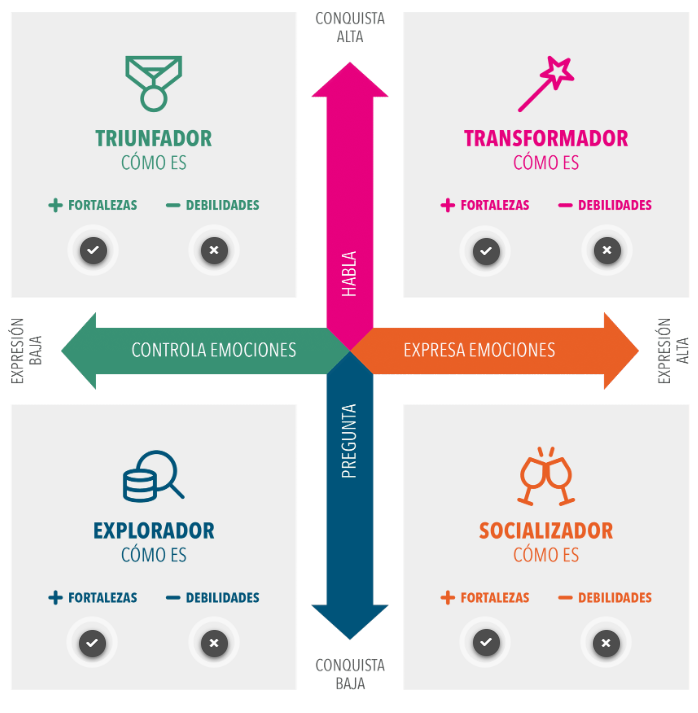 CONQUISTA
ALTA
TRIUNFADOR
CÓMO ES
FORTALEZAS
DEBILIDADES
TRANSFORMADOR
CÓMO ES
FORTALEZAS
DEBILIDADES
HABLA
EXPRESIÓN
BAJA
CONTROLA EMOCIONES
EXPRESA EMOCIONES
EXPRESIÓN
ALTA
PREGUNTA
EXPLORADOR
CÓMO ES
FORTALEZAS
DEBILIDADES
SOCIALIZADOR
CÓMO ES
FORTALEZAS
DEBILIDADES
CONQUISTA
BAJA